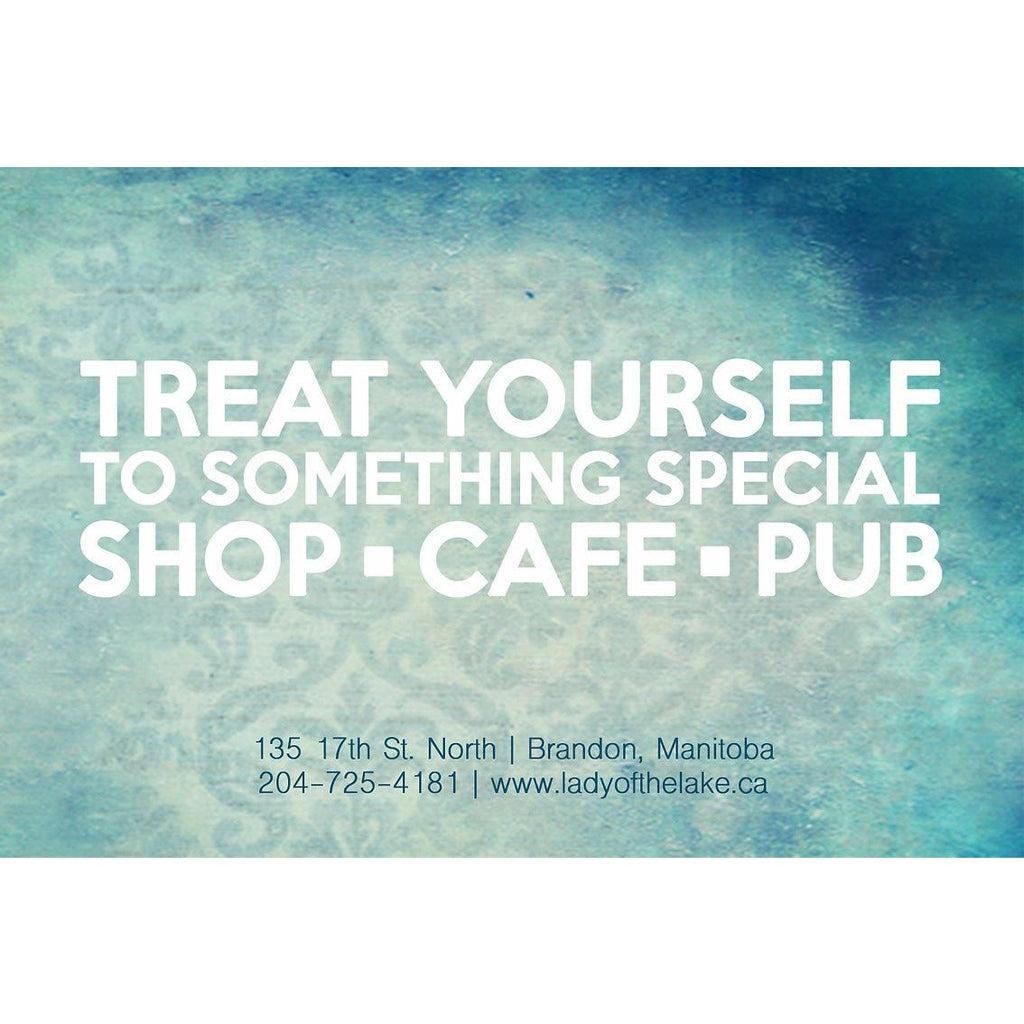 TREAT YOURSELF
TO SOMETHING SPECIAL
SHOP ▪ CAFE ▪ PUB
135 17th St. North | Brandon, Manitoba
204-725-4181 | www.ladyofthelake.ca